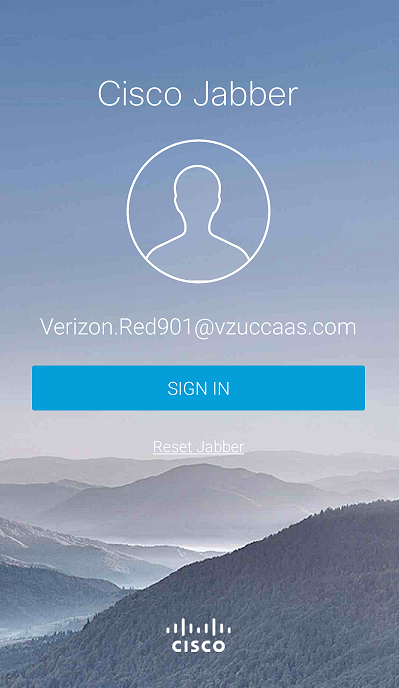 Cisco Jabber
Verizon.Red901@vzuccaas.com
SIGN IN
Reset Jabber
CISCO